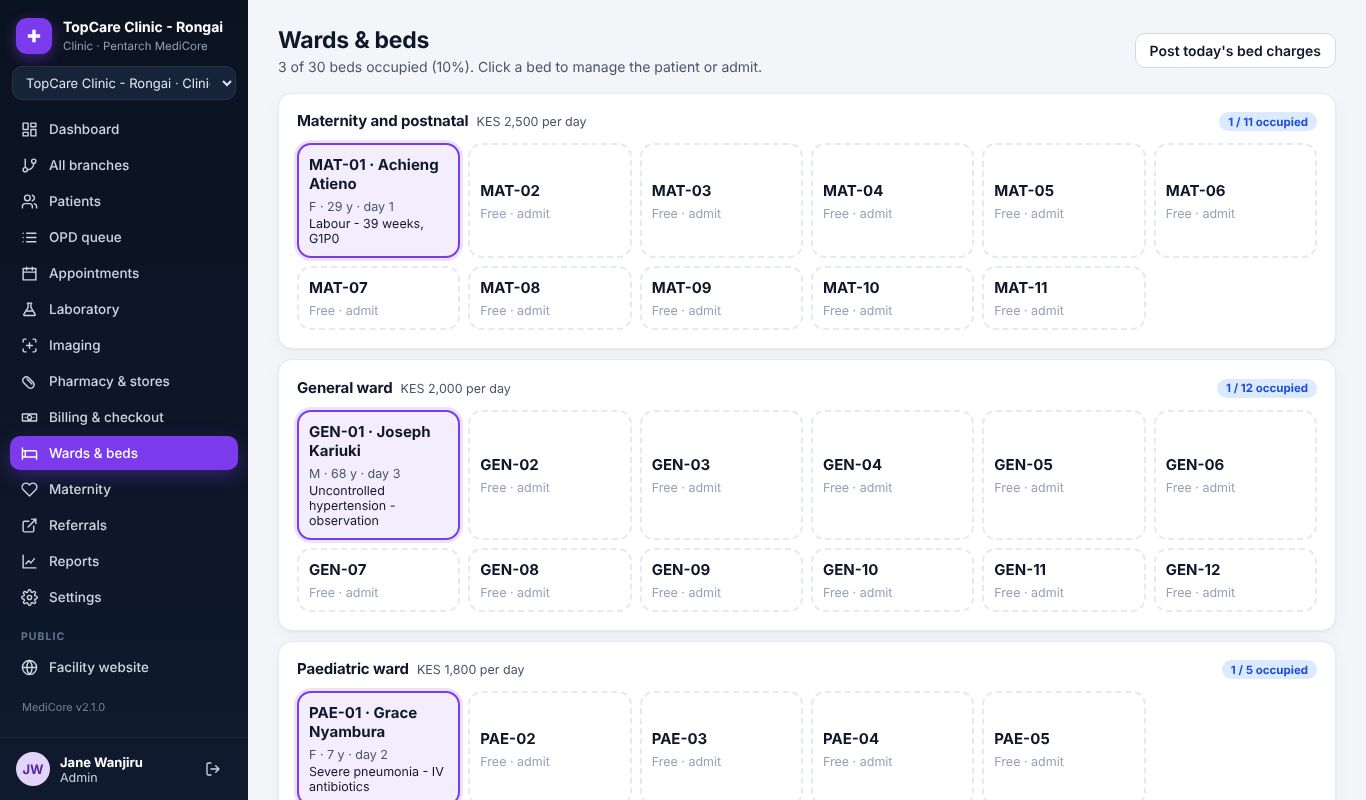 TopCare Clinic - Rongai
Clinic · Pentarch MediCore
TopCare Clinic - Rongai · Clini
Dashboard
All branches
Patients
OPD queue
Appointments
Laboratory
Imaging
Pharmacy & stores
Billing & checkout
Wards & beds
Maternity
Referrals
Reports
Settings
PUBLIC
Facility website
MediCore v2.1.0
JW
Jane Wanjiru
Admin
Wards & beds
3 of 30 beds occupied (10%). Click a bed to manage the patient or admit.
Post today's bed charges
Maternity and postnatal KES 2,500 per day
1 / 11 occupied
MAT-01 · Achieng
Atieno
F · 29 y · day 1
Labour - 39 weeks,
G1P0
MAT-02
Free · admit
MAT-03
Free · admit
MAT-04
Free · admit
MAT-05
Free · admit
MAT-06
Free · admit
MAT-07
Free · admit
MAT-08
Free · admit
MAT-09
Free · admit
MAT-10
Free · admit
MAT-11
Free · admit
General ward KES 2,000 per day
1 / 12 occupied
GEN-01 · Joseph
Kariuki
M · 68 y · day 3
Uncontrolled
hypertension -
observation
GEN-02
Free · admit
GEN-03
Free · admit
GEN-04
Free · admit
GEN-05
Free · admit
GEN-06
Free · admit
GEN-07
Free · admit
GEN-08
Free · admit
GEN-09
Free · admit
GEN-10
Free · admit
GEN-11
Free · admit
GEN-12
Free · admit
Paediatric ward KES 1,800 per day
1 / 5 occupied
PAE-01 · Grace
Nyambura
F · 7 y · day 2
Severe pneumonia - IV
antibiotics
PAE-02
Free · admit
PAE-03
Free · admit
PAE-04
Free · admit
PAE-05
Free · admit